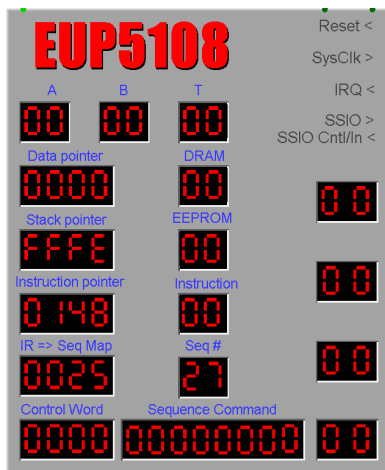 EUP5108
Reset <
SysClk >
IRQ <
SSIO >
SSIO Cntl/In <
A B T
00 00 00
Data pointer DRAM
0000 00
00
Stack pointer EEPROM
FFFE 00
00
Instruction pointer Instruction
0148 00
00
IR => Seq Map Seq #
0025 27
Control Word Sequence Command
0000 00000000 00